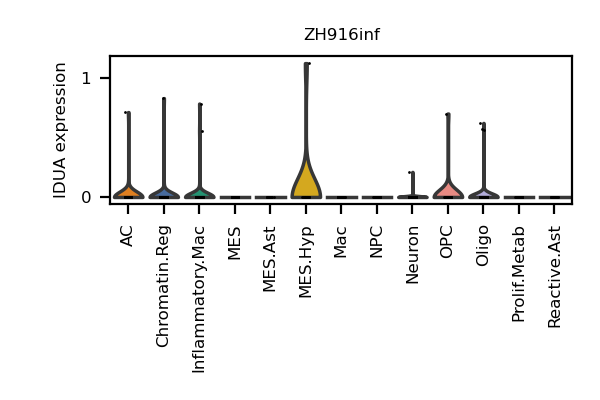 ZH916inf
IDUA expression
1
0
AC
Chromatin.Reg
Inflammatory.Mac
MES
MES.Ast
MES.Hyp
Mac
NPC
Neuron
OPC
Oligo
Prolif.Metab
Reactive.Ast